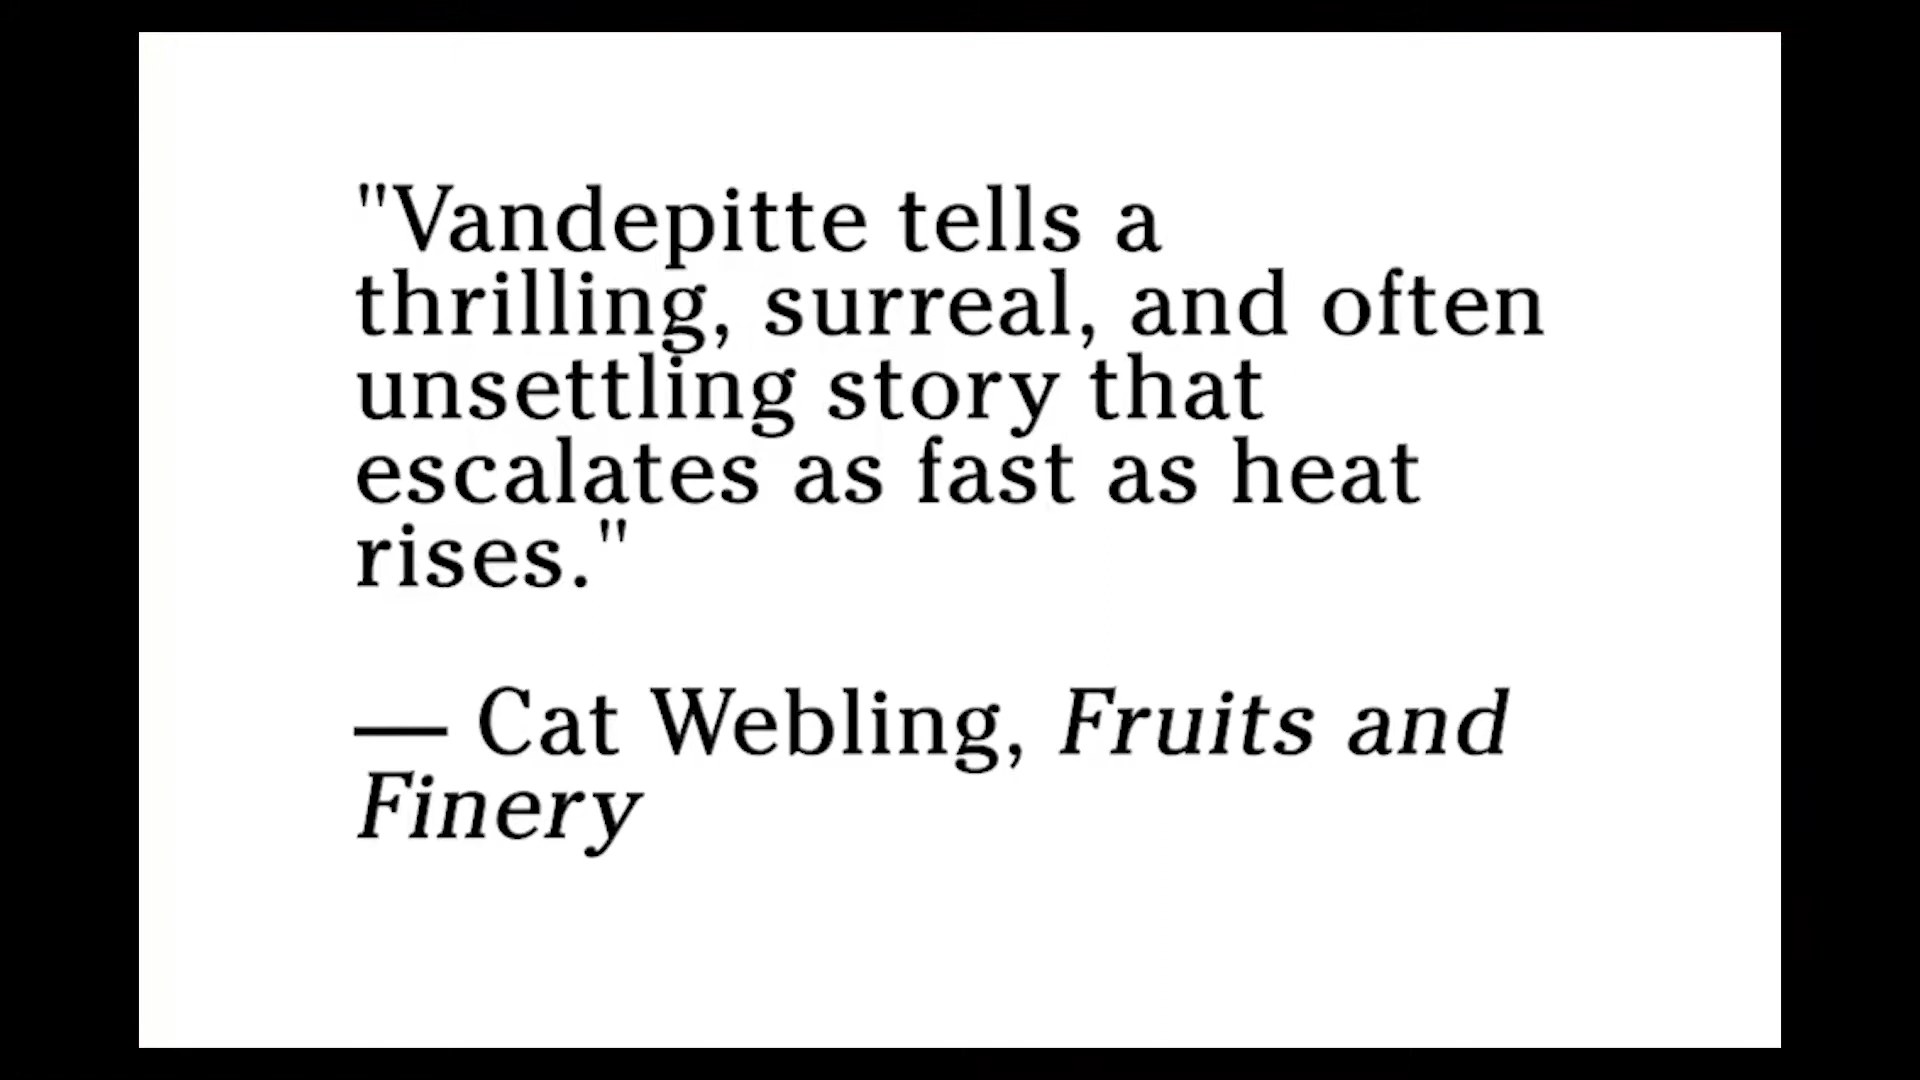 "Vandepitte tells a
thrilling, surreal, and often
unsettling story that
escalates as fast as heat
rises."
— Cat Webling, Fruits and
Finery